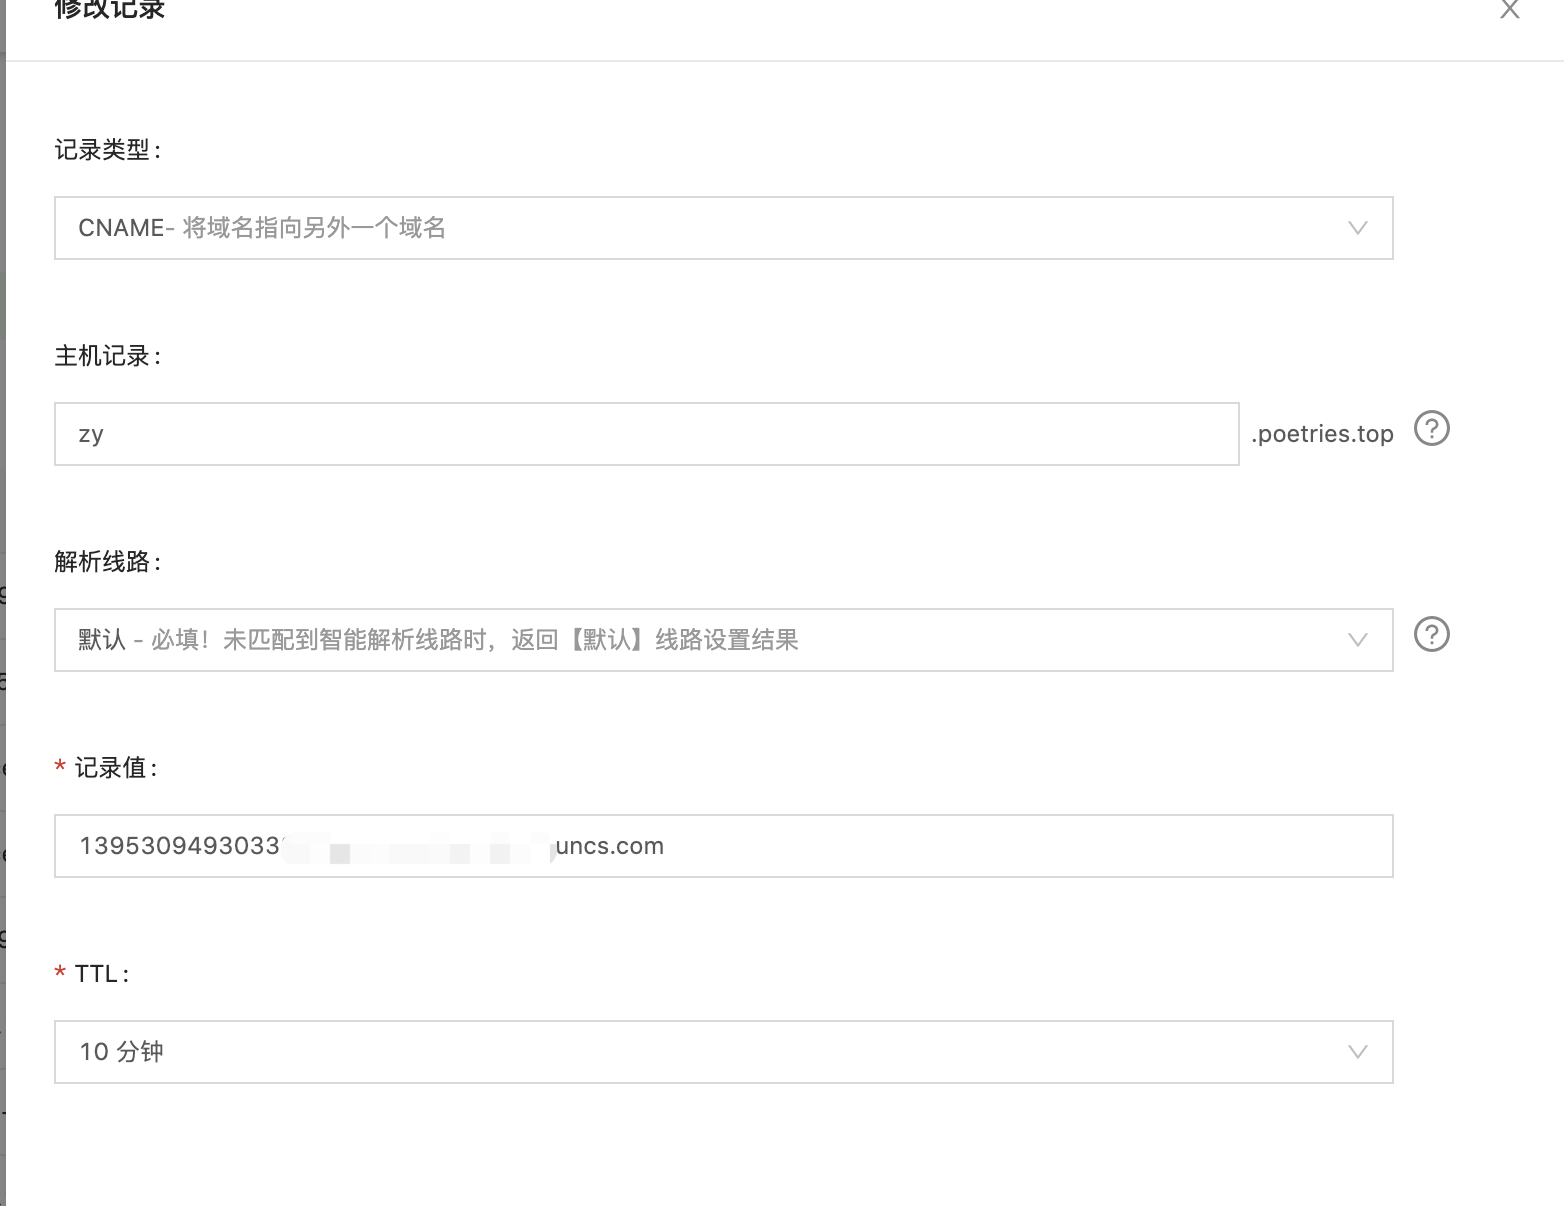 修改记录
记录类型:
CNAME- 将域名指向另外一个域名
主机记录:
zy
.poetries.top
解析线路:
默认 - 必填！未匹配到智能解析线路时，返回【默认】线路设置结果
* 记录值:
1395309493033
uncs.com
* TTL:
10 分钟